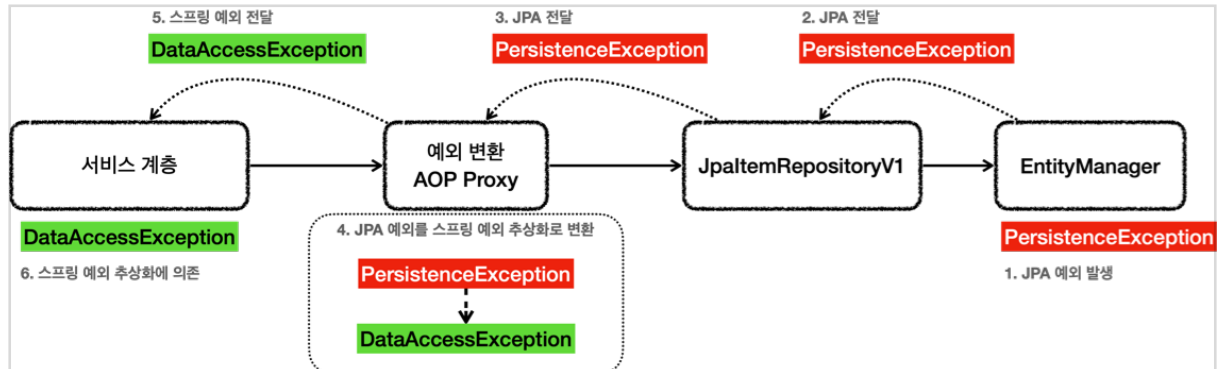 5. 스프링 예외 전달
DataAccessException
3. JPA 전달
PersistenceException
2. JPA 전달
PersistenceException
서비스 계층
예외 변환
AOP Proxy
JpaItemRepositoryV1
EntityManager
DataAccessException
6. 스프링 예외 추상화에 의존
4. JPA 예외를 스프링 예외 추상화로 변환
PersistenceException
DataAccessException
PersistenceException
1. JPA 예외 발생